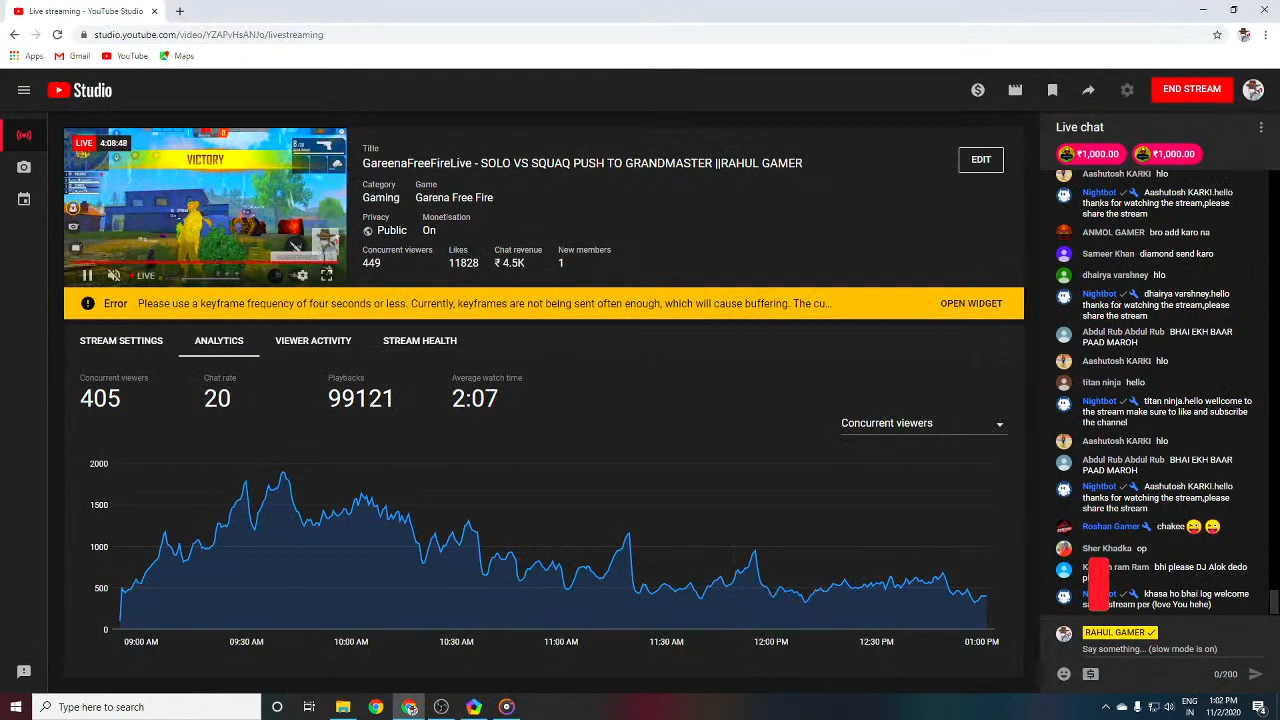 Live streaming - YouTube Studio
studio.youtube.com/video/YZAPvHsANJo/livestreaming
Apps Gmail YouTube Maps
Studio
END STREAM
LIVE 4:08:48
VICTORY
SUBSCRIBED
LIVE
Title
GareenaFreeFireLive - SOLO VS SQUAQ PUSH TO GRANDMASTER ||RAHUL GAMER
EDIT
Category Game
Gaming Garena Free Fire
Privacy Monetisation
Public On
Concurrent viewers Likes Chat revenue New members
449 11828 ₹ 4.5K 1
Error Please use a keyframe frequency of four seconds or less. Currently, keyframes are not being sent often enough, which will cause buffering. The cu... OPEN WIDGET
STREAM SETTINGS ANALYTICS VIEWER ACTIVITY STREAM HEALTH
Concurrent viewers Chat rate Playbacks Average watch time
405 20 99121 2:07
Concurrent viewers
2000
1500
1000
500
0
09:00 AM 09:30 AM 10:00 AM 10:30 AM 11:00 AM 11:30 AM 12:00 PM 12:30 PM 01:00 PM
Live chat
₹1,000.00 ₹1,000.00
Aashutosh KARKI hlo
Nightbot Aashutosh KARKI.hello
thanks for watching the stream,please
share the stream
ANMOL GAMER bro add karo na
Sameer Khan diamond send karo
dhairya varshney hlo
Nightbot dhairya varshney.hello
thanks for watching the stream,please
share the stream
Abdul Rub Abdul Rub BHAI EKH BAAR
PAAD MAROH
Aashutosh KARKI hlo
titan ninja hello
Nightbot titan ninja.hello welcome to
the stream make sure to like and subscribe
the channel
Aashutosh KARKI hlo
Abdul Rub Abdul Rub BHAI EKH BAAR
PAAD MAROH
Nightbot Aashutosh KARKI.hello
thanks for watching the stream,please
share the stream
Roshan Gamer chakee
Sher Khadka op
ram Ram bhi please DJ Alok dedo
Nightbot khasa ho bhai log welcome
stream per (love You hehe)
RAHUL GAMER
Say something... (slow mode is on)
0/200
Type here to search
ENG
IN
1:02 PM
11/2/2020